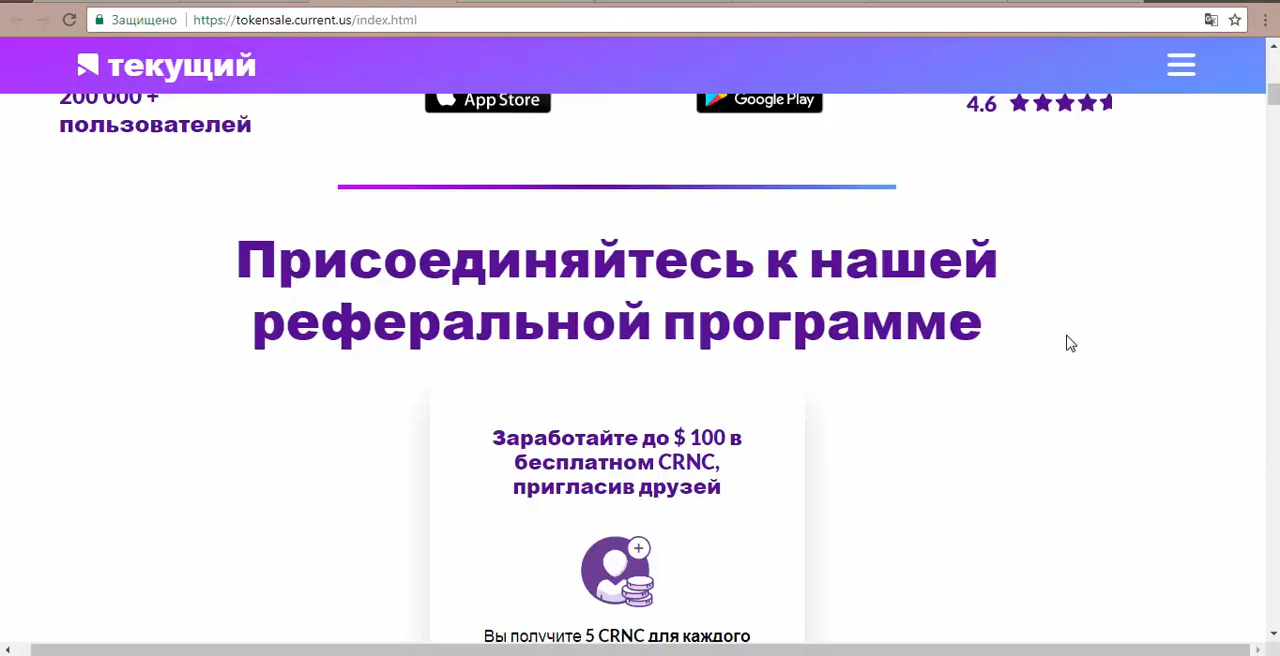 Защищено
https://tokensale.current.us/index.html
текущий
200 000 +
пользователей
App Store
Google Play
4.6
Присоединяйтесь к нашей
реферальной программе
Заработайте до $ 100 в
бесплатном CRNC,
пригласив друзей
Вы получите 5 CRNC для каждого